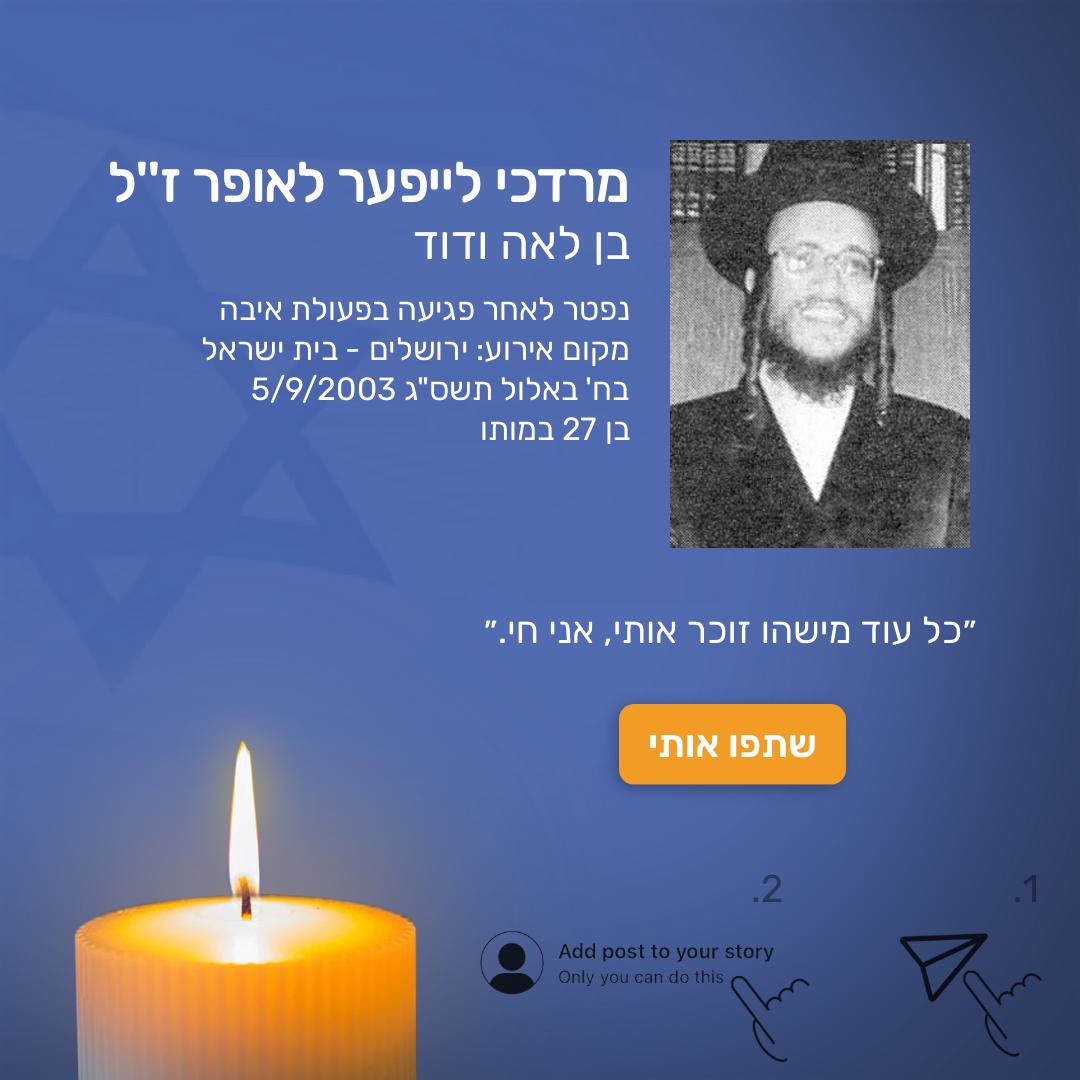 מרדכי לייפער לאופר ז"ל
בן לאה ודוד
נפטר לאחר פגיעה בפעולת איבה
מקום אירוע: ירושלים - בית ישראל
בח' באלול תשס"ג 5/9/2003
בן 27 במותו
״כל עוד מישהו זוכר אותי, אני חי.״
שתפו אותי
1.
2.
Add post to your story
Only you can do this